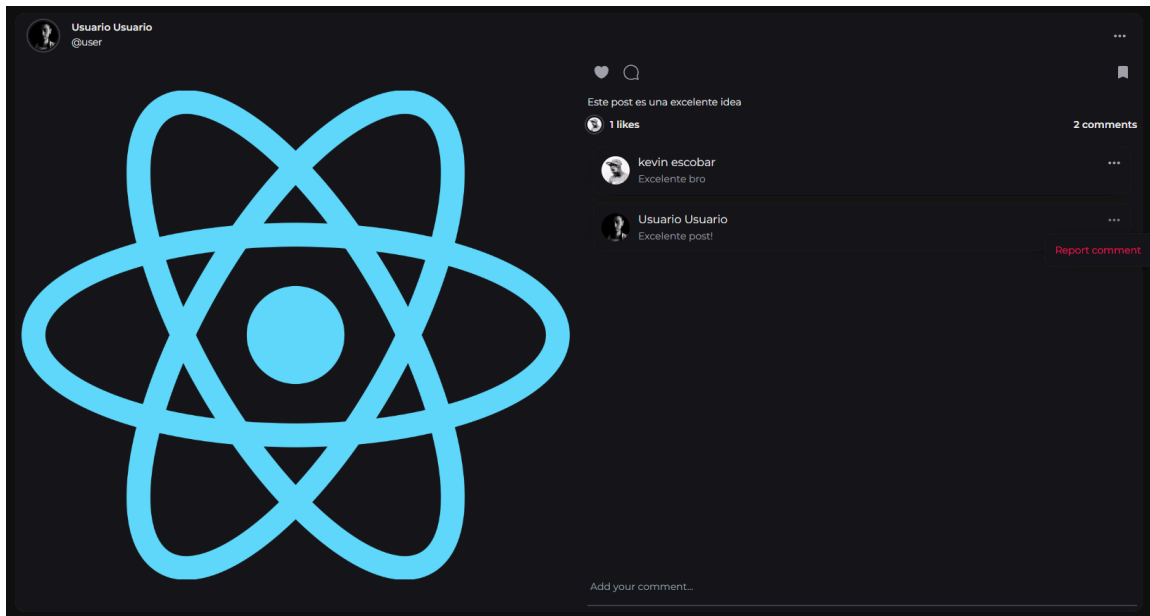 Usuario Usuario
@user
Este post es una excelente idea
1 likes
2 comments
kevin escobar
Excelente bro
Usuario Usuario
Excelente post!
Report comment
Add your comment...